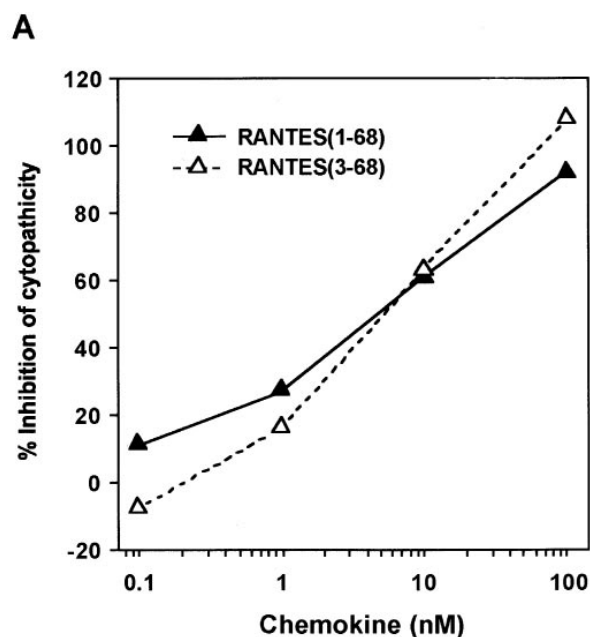 A
120
100
80
60
40
20
0
-20
% Inhibition of cytopathicity
RANTES(1-68)
RANTES(3-68)
0.1 1 10 100
Chemokine (nM)